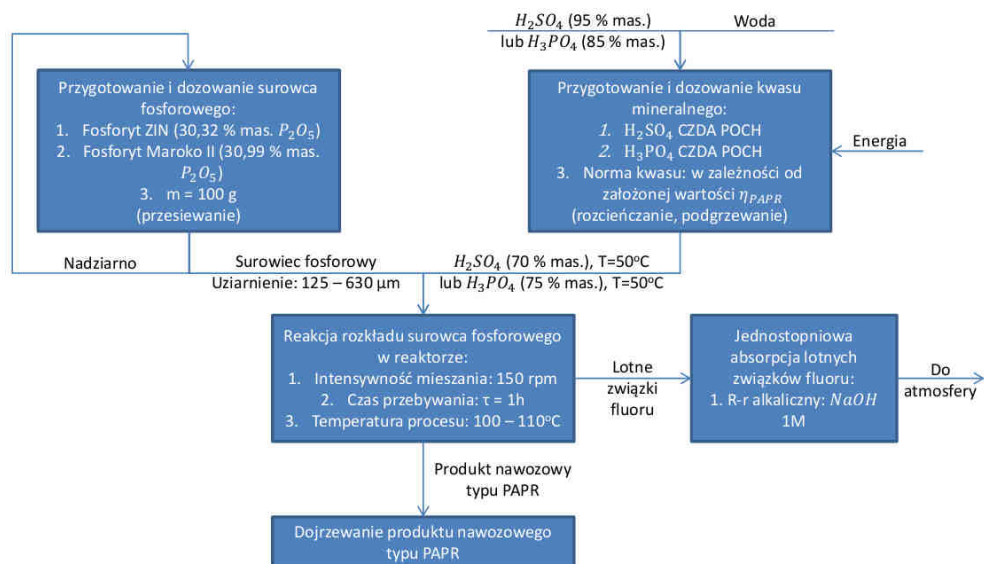 H₂SO₄ (95 % mas.)
lub H₃PO₄ (85 % mas.)
Woda
Przygotowanie i dozowanie surowca
fosforowego:
1. Fosforyt ZIN (30,32 % mas. P₂O₅)
2. Fosforyt Maroko II (30,99 % mas.
P₂O₅)
3. m = 100 g
(przesiewanie)
Przygotowanie i dozowanie kwasu
mineralnego:
1. H₂SO₄ CZDA POCH
2. H₃PO₄ CZDA POCH
3. Norma kwasu: w zależności od
założonej wartości η_PAPR
(rozcieńczanie, podgrzewanie)
Energia
Nadziarno
Surowiec fosforowy
Uziarnienie: 125 – 630 μm
H₂SO₄ (70 % mas.), T=50°C
lub H₃PO₄ (75 % mas.), T=50°C
Reakcja rozkładu surowca fosforowego
w reaktorze:
1. Intensywność mieszania: 150 rpm
2. Czas przebywania: τ = 1h
3. Temperatura procesu: 100 – 110°C
Lotne
związki
fluoru
Jednostopniowa
absorpcja lotnych
związków fluoru:
1. R-r alkaliczny: NaOH
1M
Do
atmosfery
Produkt nawozowy
typu PAPR
Dojrzewanie produktu nawozowego
typu PAPR